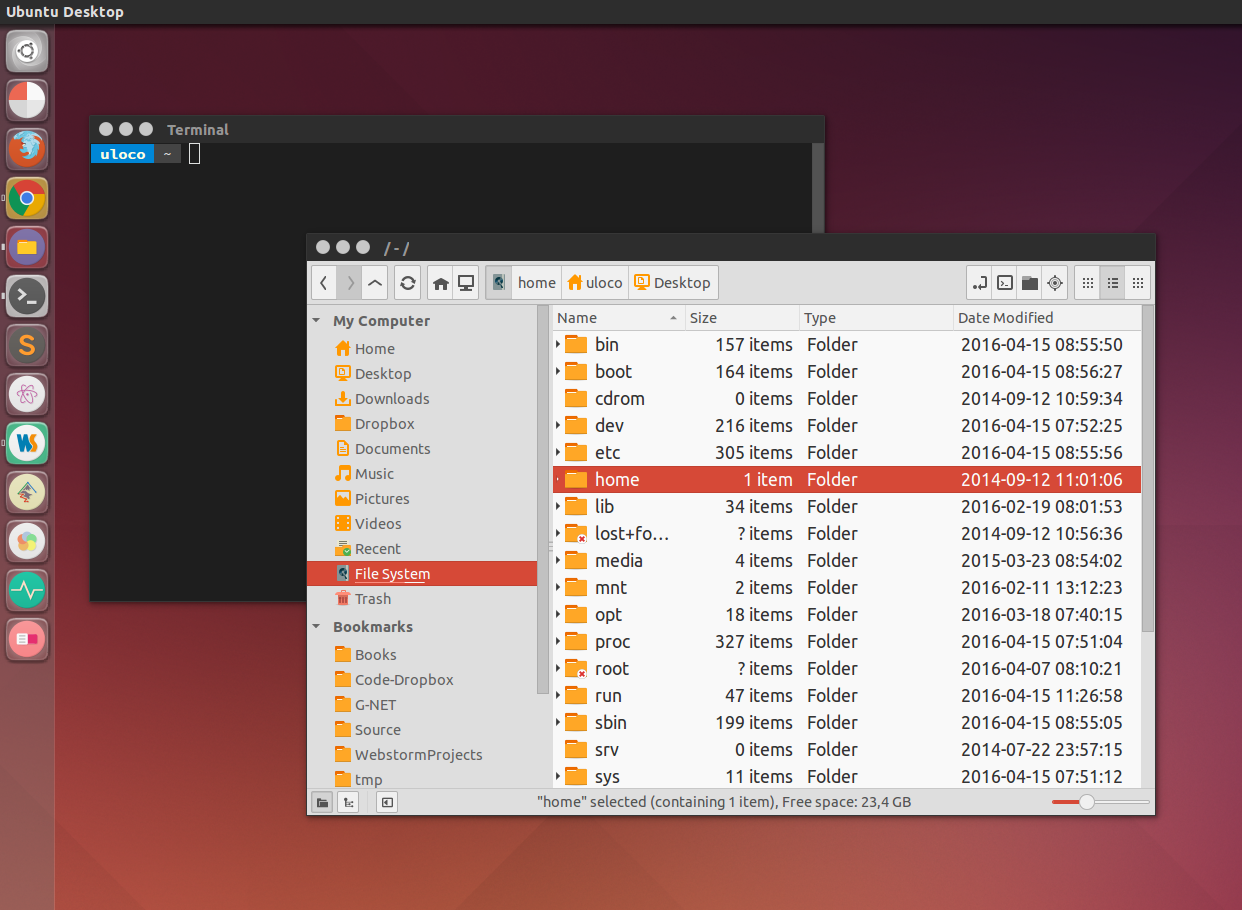 Ubuntu Desktop
Terminal
uloco ~
/ - /
home uloco Desktop
My Computer
Home
Desktop
Downloads
Dropbox
Documents
Music
Pictures
Videos
Recent
File System
Trash
Bookmarks
Books
Code-Dropbox
G-NET
Source
WebstormProjects
tmp
Name Size Type Date Modified
bin 157 items Folder 2016-04-15 08:55:50
boot 164 items Folder 2016-04-15 08:56:27
cdrom 0 items Folder 2014-09-12 10:59:34
dev 216 items Folder 2016-04-15 07:52:25
etc 305 items Folder 2016-04-15 08:55:56
home 1 item Folder 2014-09-12 11:01:06
lib 34 items Folder 2016-02-19 08:01:53
lost+fo... ? items Folder 2014-09-12 10:56:36
media 4 items Folder 2015-03-23 08:54:02
mnt 2 items Folder 2016-02-11 13:12:23
opt 18 items Folder 2016-03-18 07:40:15
proc 327 items Folder 2016-04-15 07:51:04
root ? items Folder 2016-04-07 08:10:21
run 47 items Folder 2016-04-15 11:26:58
sbin 199 items Folder 2016-04-15 08:55:05
srv 0 items Folder 2014-07-22 23:57:15
sys 11 items Folder 2016-04-15 07:51:12
"home" selected (containing 1 item), Free space: 23,4 GB
S
WS